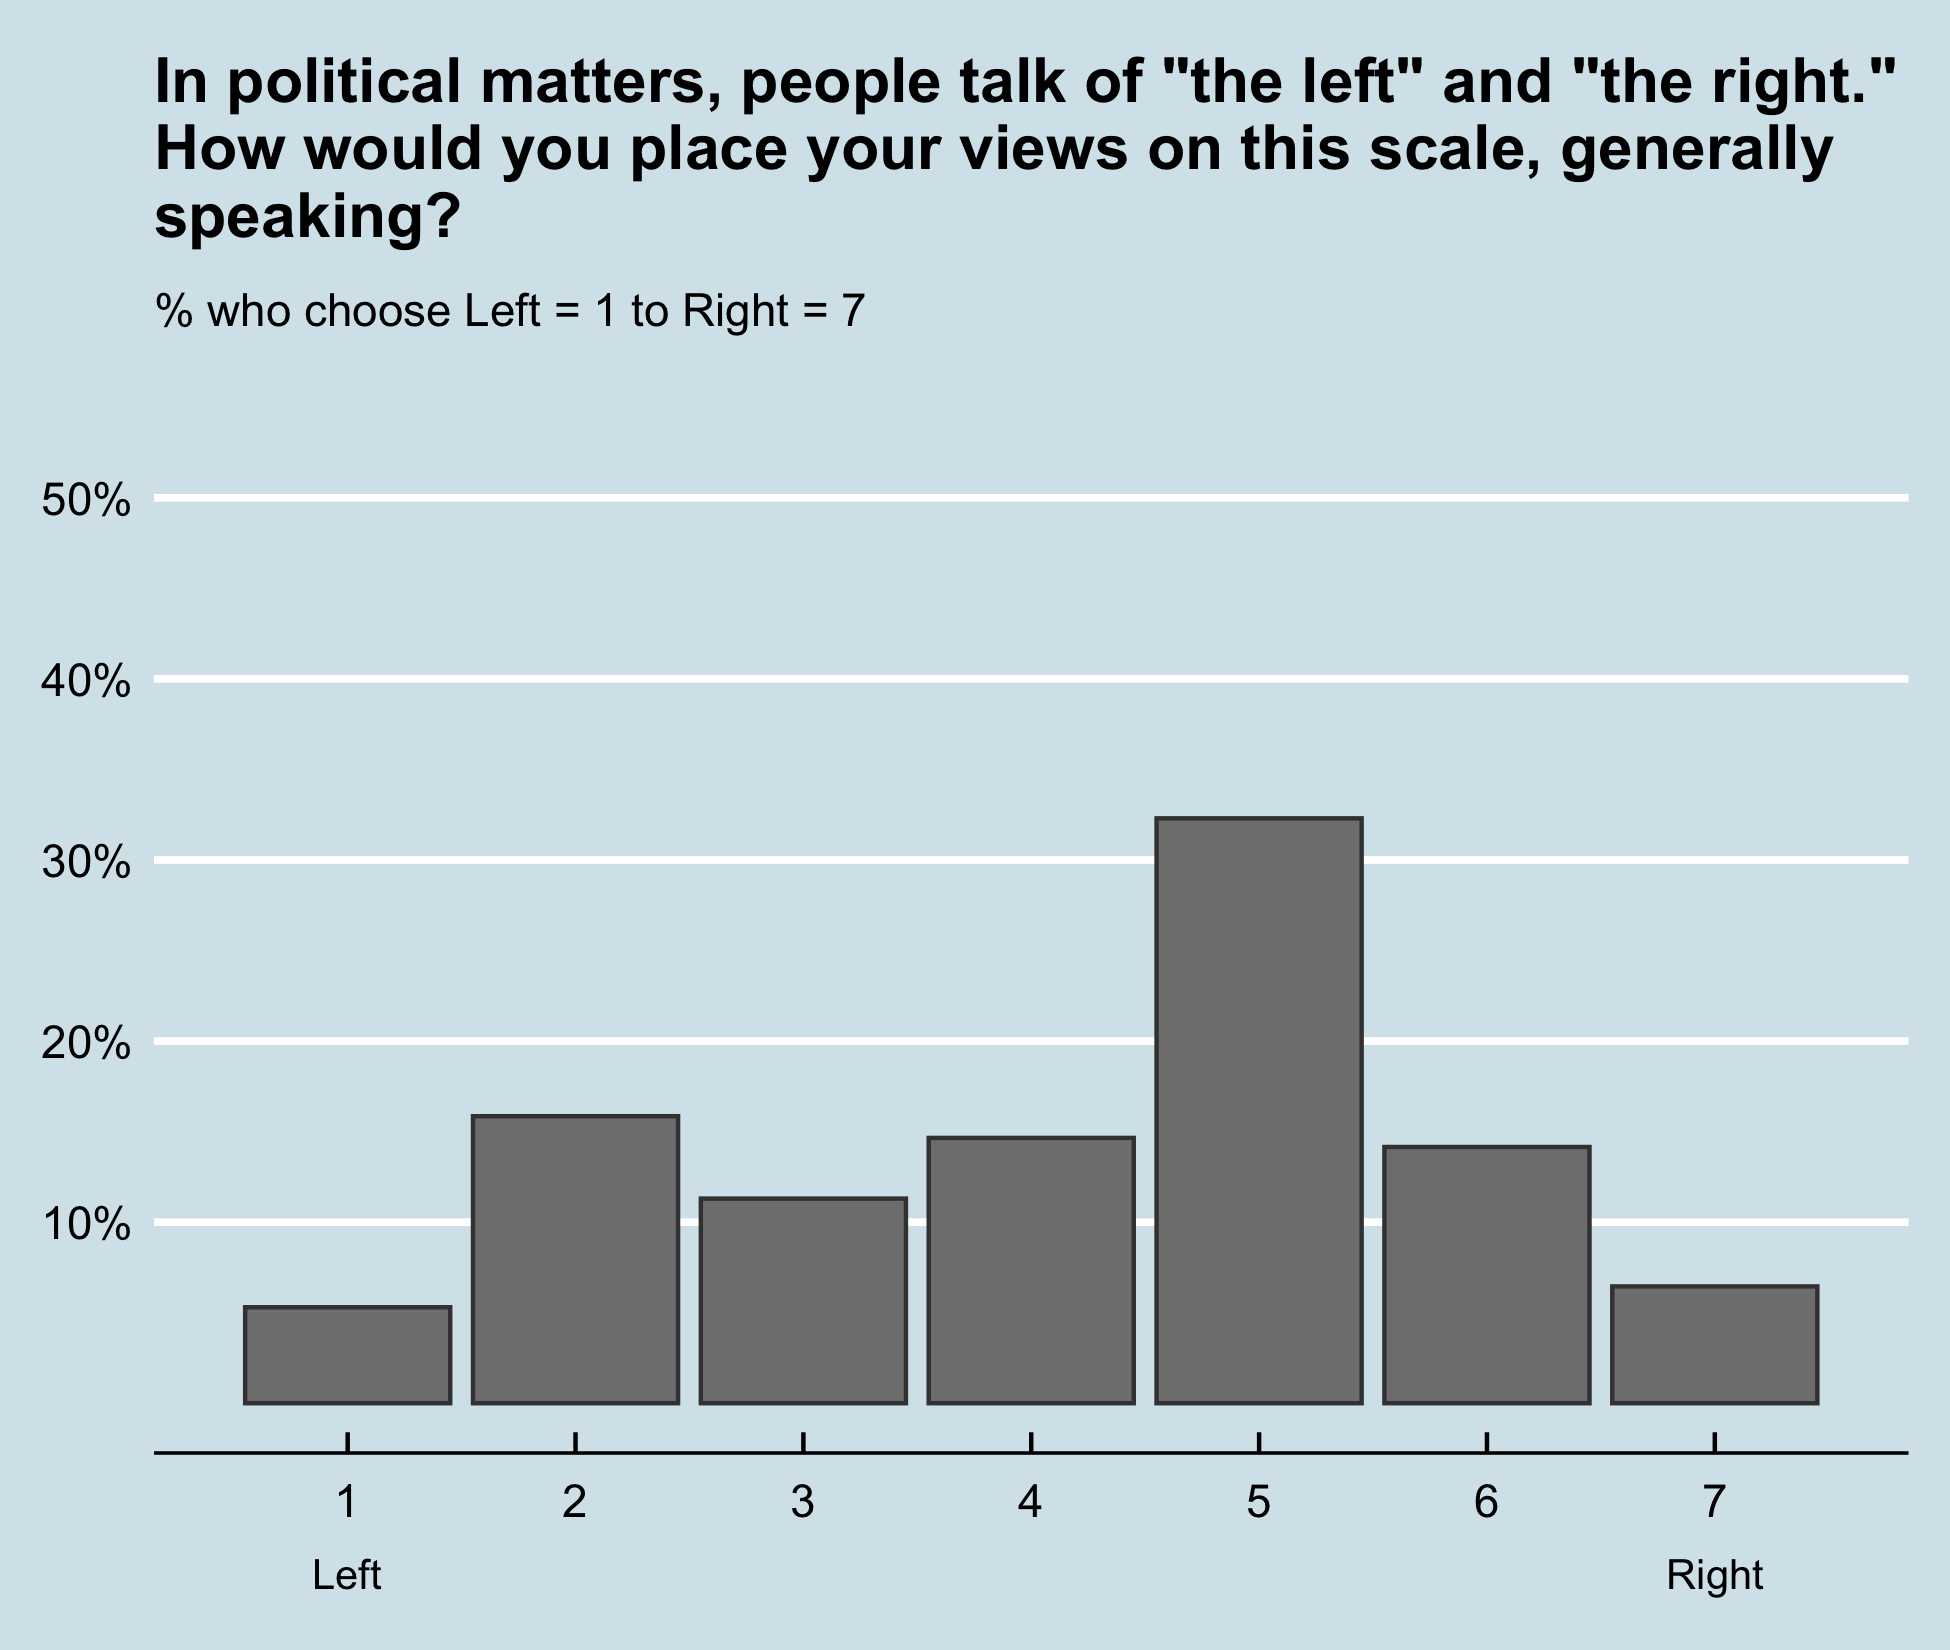 In political matters, people talk of "the left" and "the right."
How would you place your views on this scale, generally
speaking?
% who choose Left = 1 to Right = 7
50%
40%
30%
20%
10%
1 2 3 4 5 6 7
Left Right